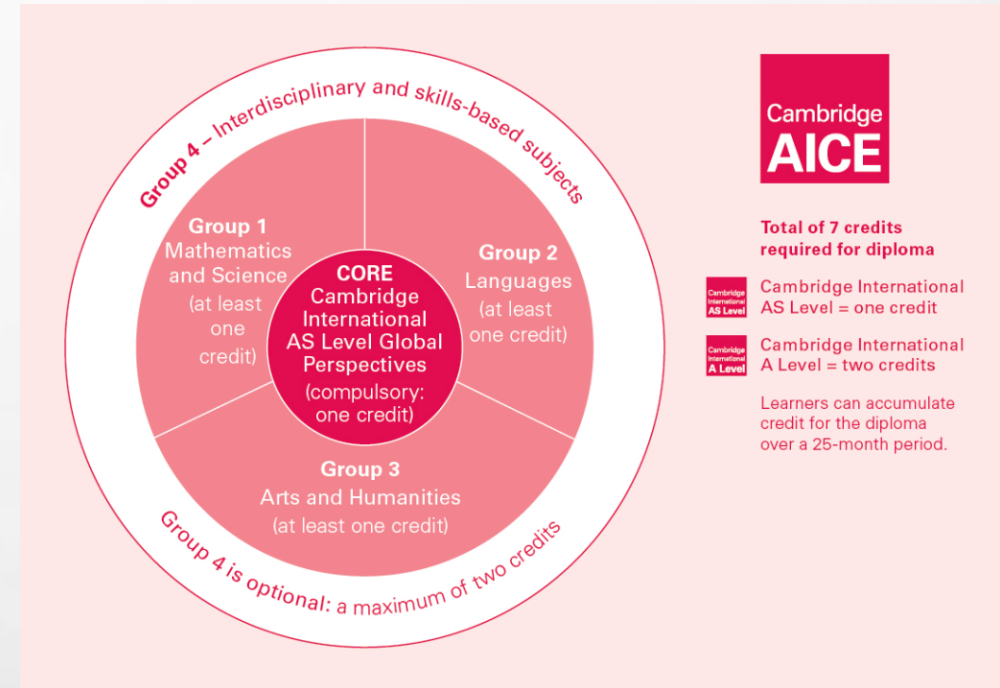 Group 4 – Interdisciplinary and skills-based subjects
Group 1
Mathematics
and Science
(at least
one
credit)
Group 2
Languages
(at least
one credit)
CORE
Cambridge
International
AS Level Global
Perspectives
(compulsory:
one credit)
Group 3
Arts and Humanities
(at least one credit)
Group 4 is optional: a maximum of two credits
Cambridge
AICE
Total of 7 credits
required for diploma
Cambridge
International
AS Level
Cambridge International
AS Level = one credit
Cambridge
International
A Level
Cambridge International
A Level = two credits
Learners can accumulate
credit for the diploma
over a 25-month period.